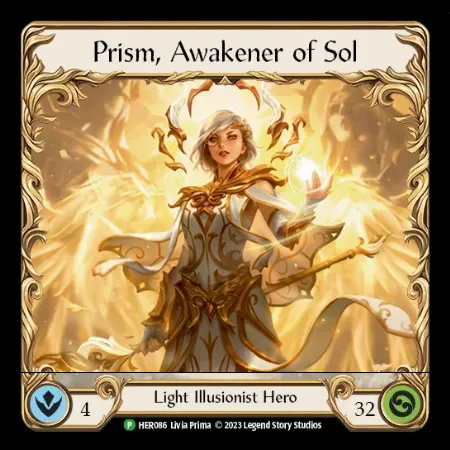 Prism, Awakener of Sol
4
Light Illusionist Hero
32
P HER086 Livia Prima © 2023 Legend Story Studios